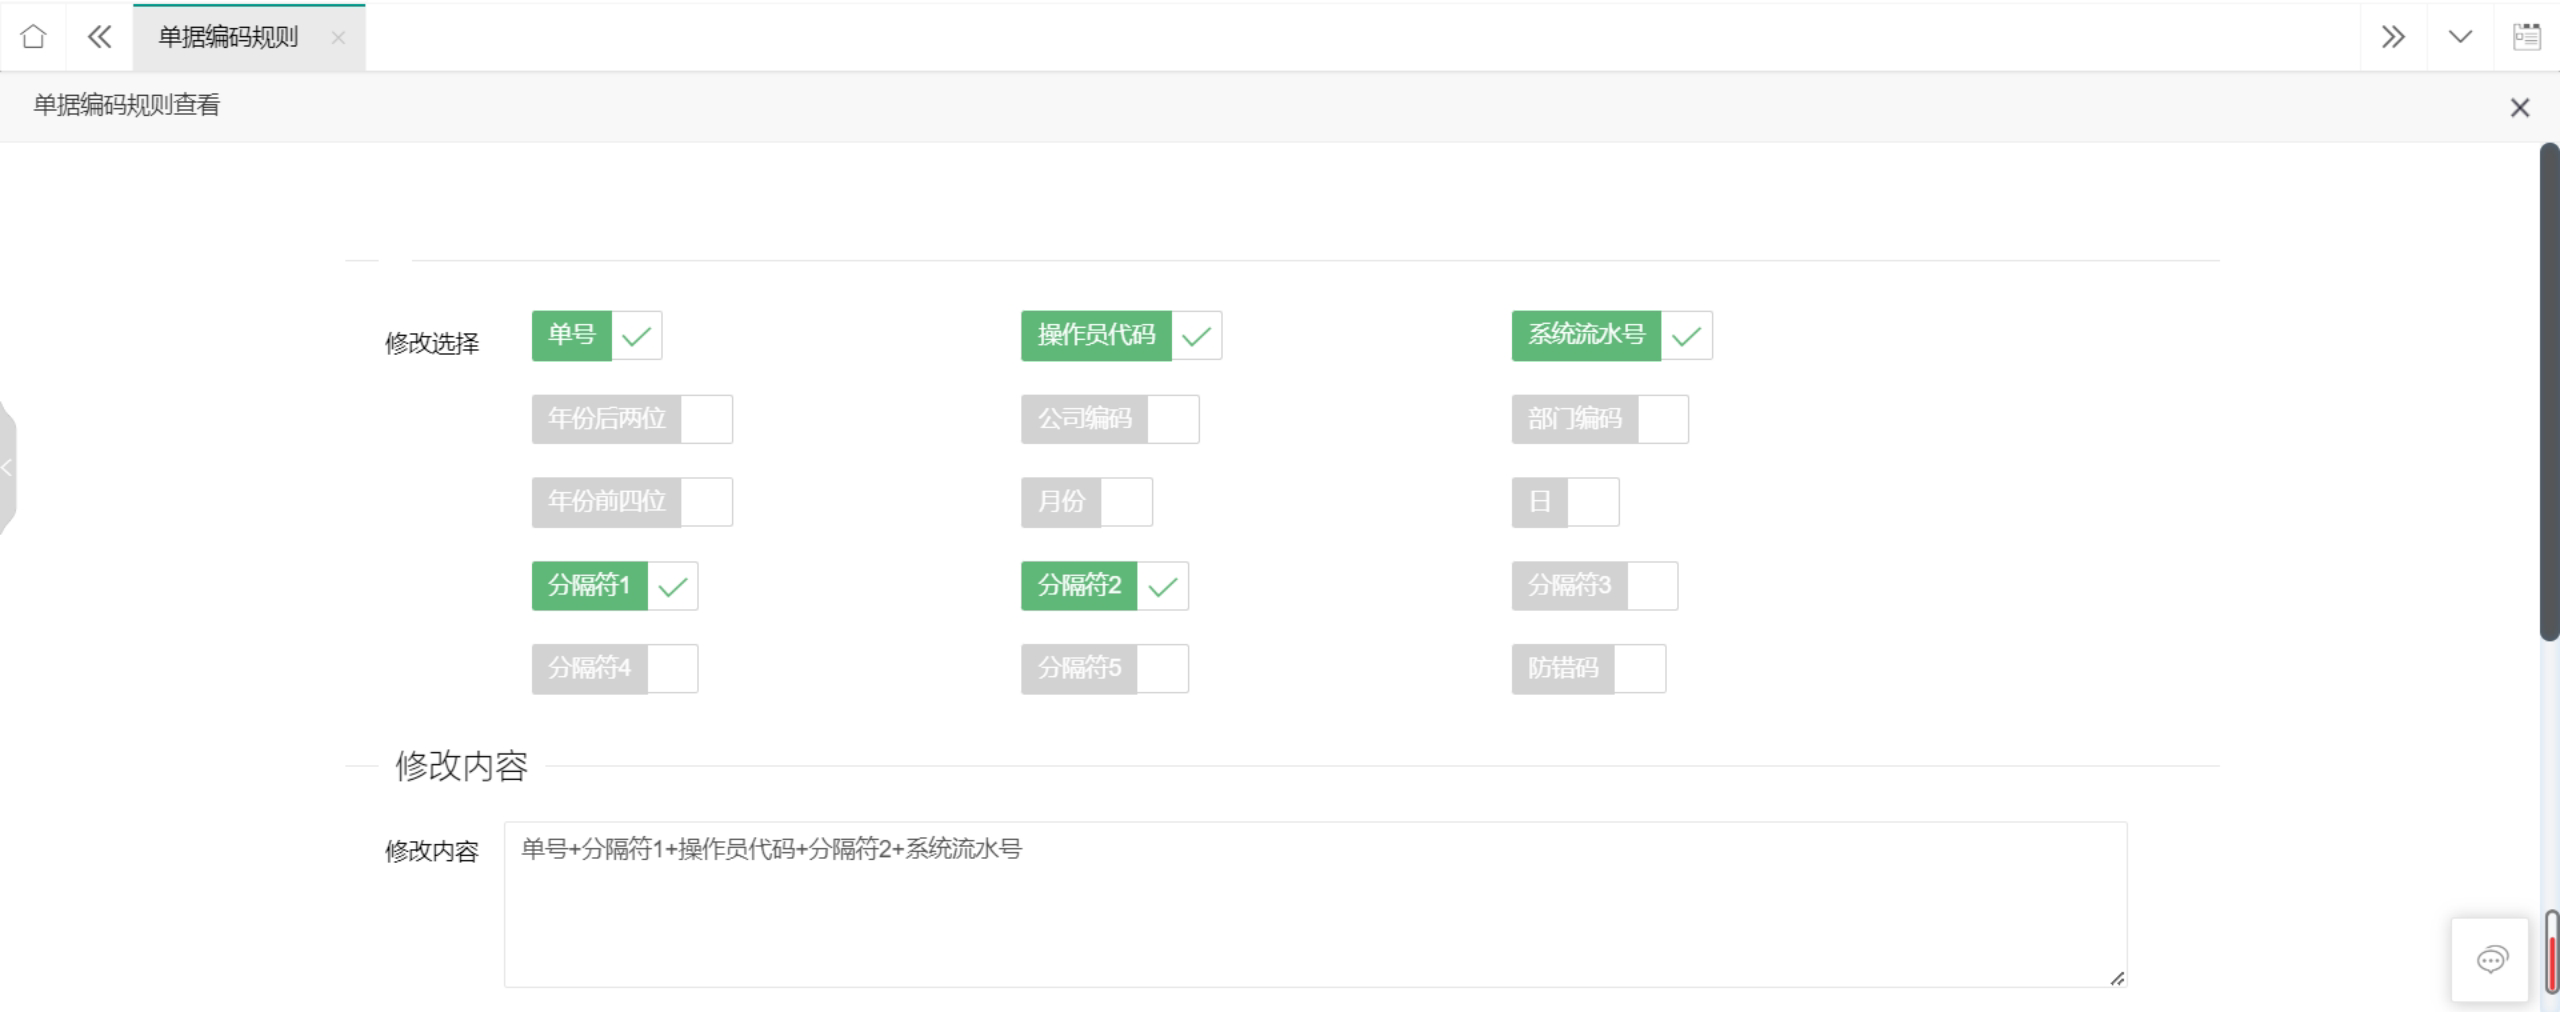 单据编码规则
单据编码规则查看
修改选择 单号 操作员代码 系统流水号
年份后两位 公司编码 部门编码
年份前四位 月份 日
分隔符1 分隔符2 分隔符3
分隔符4 分隔符5 防错码
修改内容
修改内容 单号+分隔符1+操作员代码+分隔符2+系统流水号